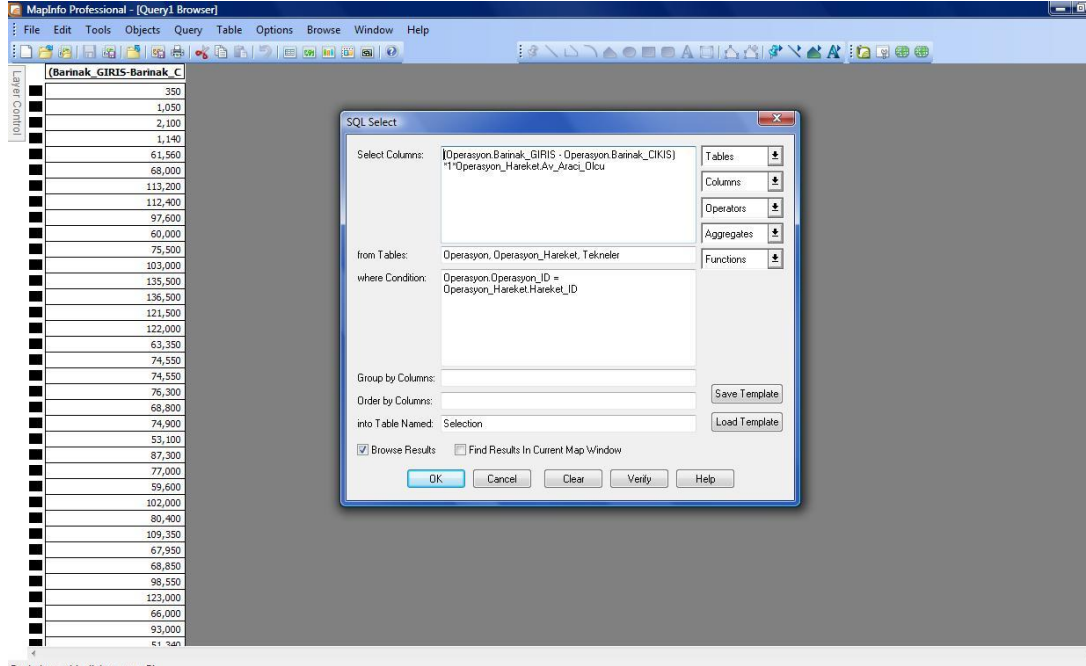 MapInfo Professional - [Query1 Browser]
File Edit Tools Objects Query Table Options Browse Window Help
Layer Control
(Barinak_GIRIS-Barinak_C
350
1,050
2,100
1,140
61,560
68,000
113,200
112,400
97,600
60,000
75,500
103,000
135,500
136,500
121,500
122,000
63,350
74,550
74,550
76,300
68,800
74,900
53,100
87,300
77,000
59,600
102,000
80,400
109,350
67,950
68,850
98,550
123,000
66,000
93,000
51,340
SQL Select
Select Columns:
(Operasyon.Barinak_GIRIS - Operasyon.Barinak_CIKIS)
*1*Operasyon_Hareket.Av_Araci_Olcu
Tables
Columns
Operators
Aggregates
Functions
from Tables: Operasyon, Operasyon_Hareket, Tekneler
where Condition: Operasyon.Operasyon_ID =
Operasyon_Hareket.Hareket_ID
Group by Columns:
Order by Columns:
into Table Named: Selection
Save Template
Load Template
Browse Results Find Results In Current Map Window
OK Cancel Clear Verify Help